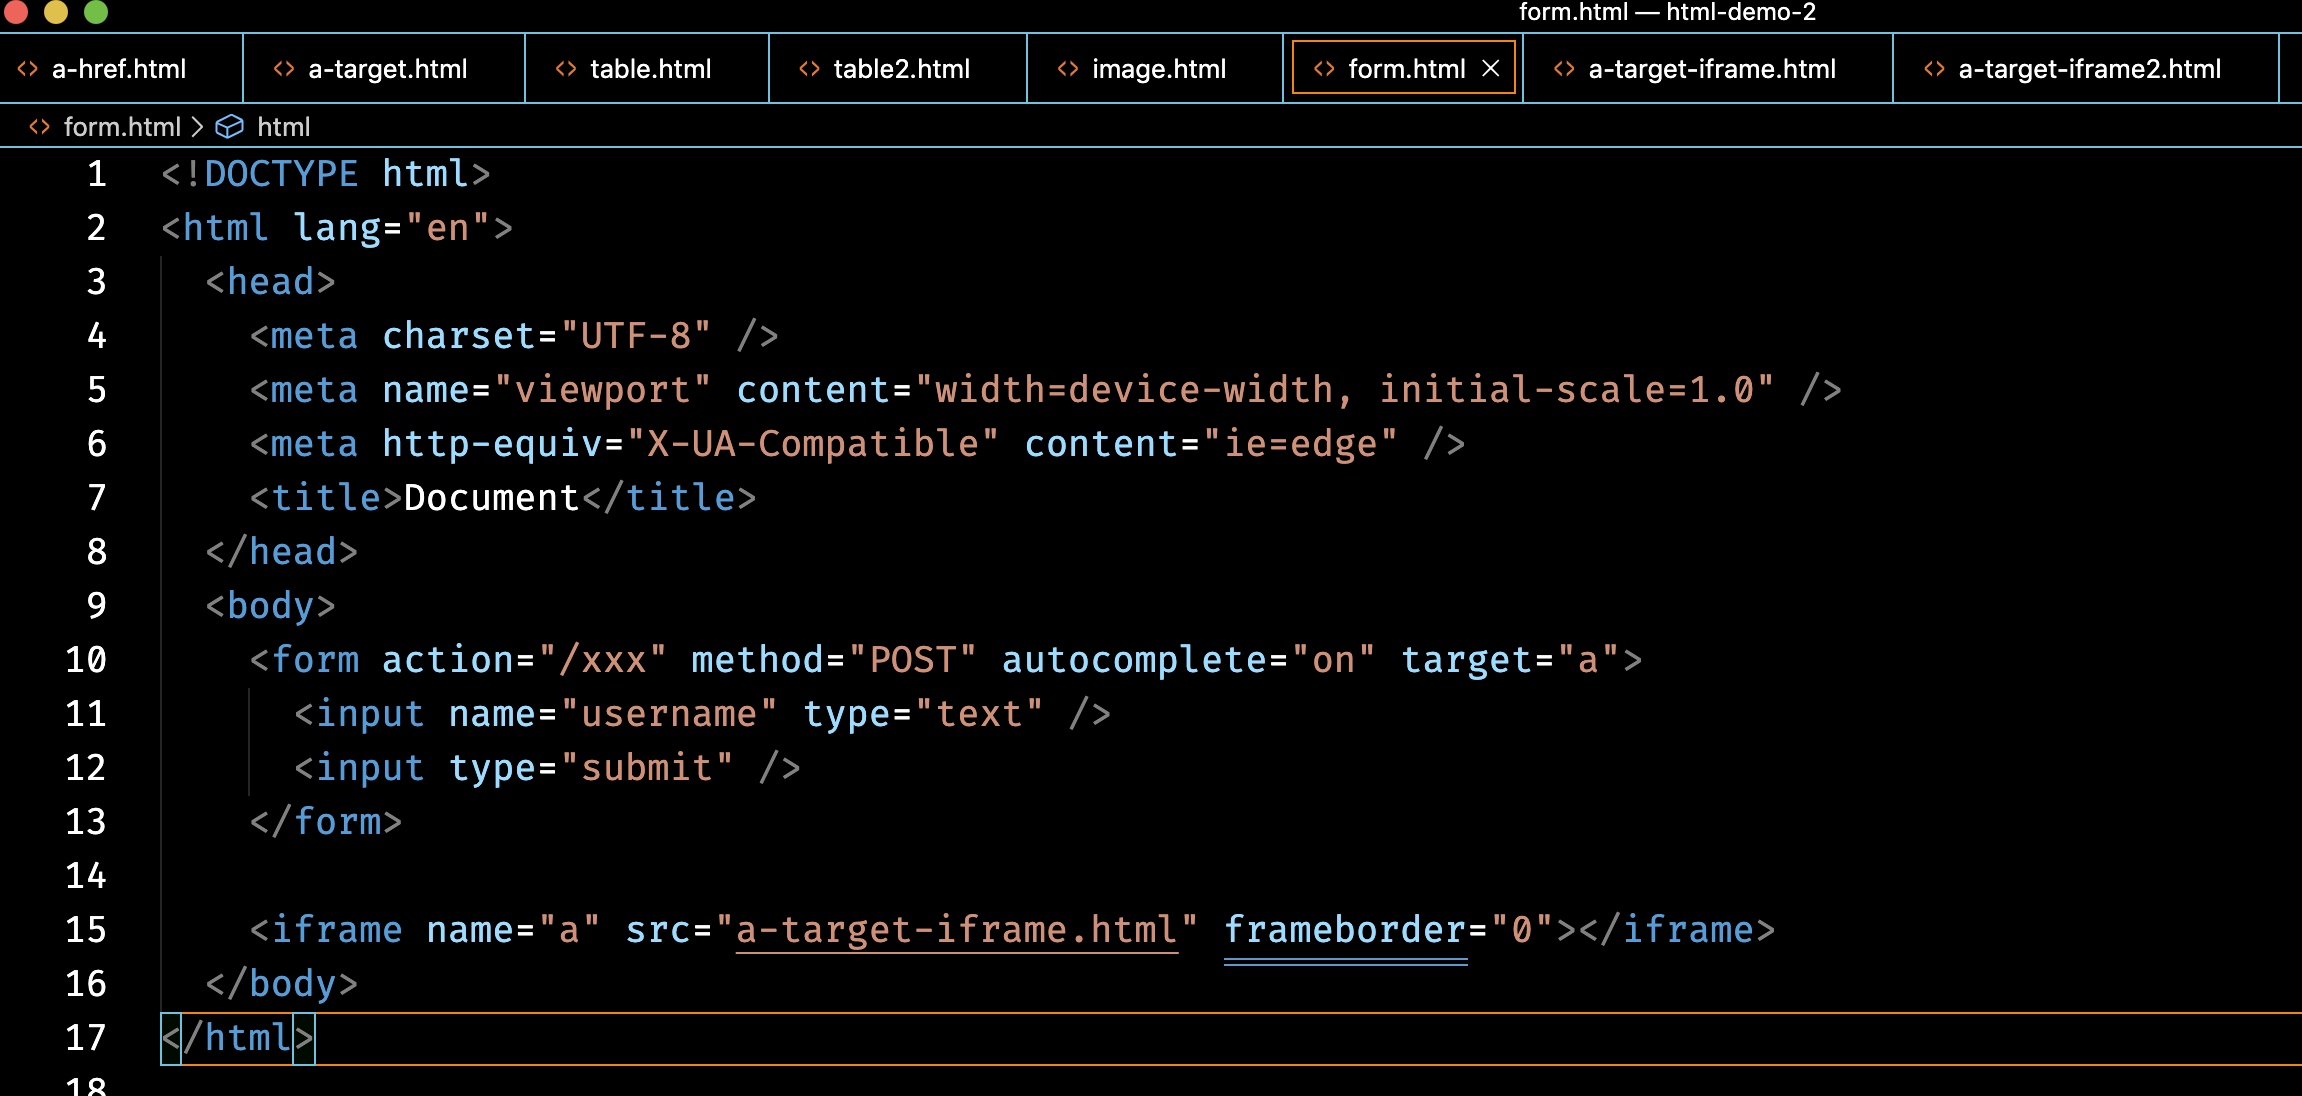 form.html — html-demo-2
<> a-href.html <> a-target.html <> table.html <> table2.html <> image.html <> form.html × <> a-target-iframe.html <> a-target-iframe2.html
<> form.html > html
1 <!DOCTYPE html>
2 <html lang="en">
3   <head>
4     <meta charset="UTF-8" />
5     <meta name="viewport" content="width=device-width, initial-scale=1.0" />
6     <meta http-equiv="X-UA-Compatible" content="ie=edge" />
7     <title>Document</title>
8   </head>
9   <body>
10     <form action="/xxx" method="POST" autocomplete="on" target="a">
11       <input name="username" type="text" />
12       <input type="submit" />
13     </form>
14
15     <iframe name="a" src="a-target-iframe.html" frameborder="0"></iframe>
16   </body>
17 </html>
18